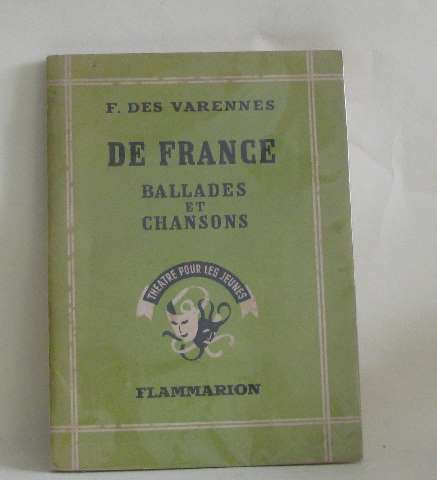 F. DES VARENNES
DE FRANCE
BALLADES
ET
CHANSONS
THEATRE POUR LES JEUNES
FLAMMARION